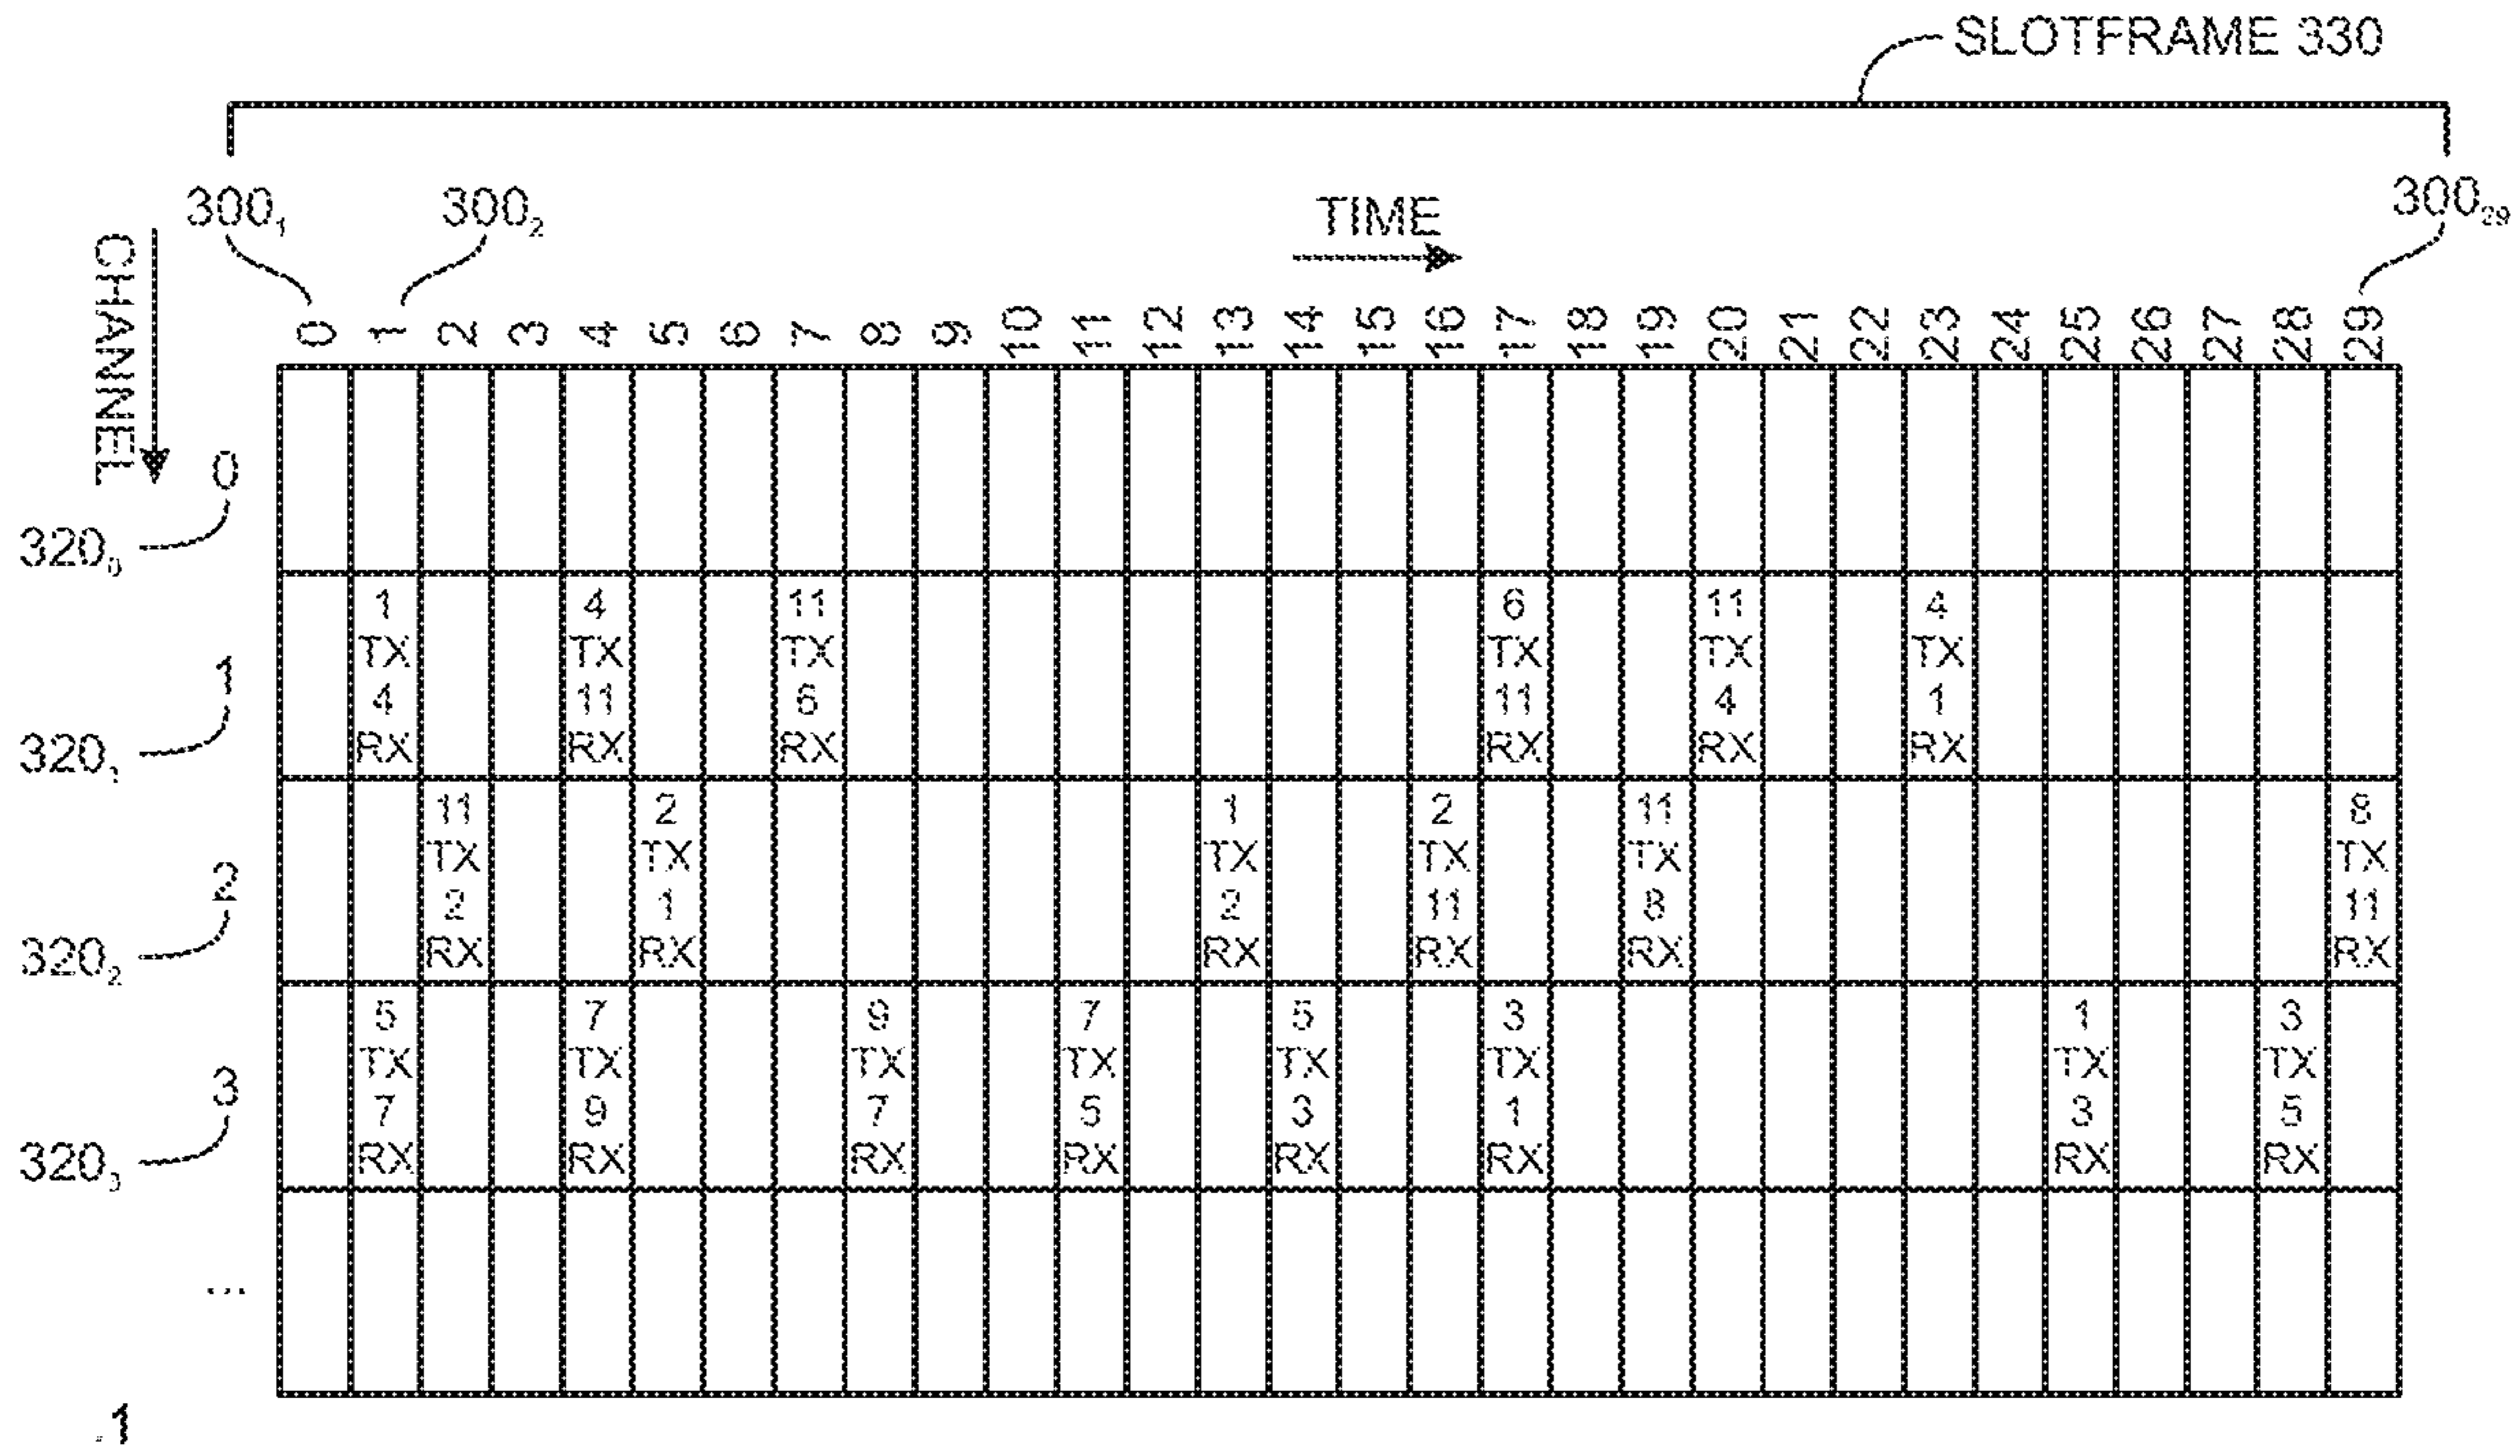 SLOTFRAME 330
300₁ 300₂ TIME 300₂₉
CHANNEL
0 1 2 3 4 5 6 7 8 9 10 11 12 13 14 15 16 17 18 19 20 21 22 23 24 25 26 27 28 29
0
320₀
1 4 11 6 11 4
TX TX TX TX TX TX
1
4 11 6 11 4 1
RX RX RX RX RX RX
320₁
11 2 1 2 11 8
TX TX TX TX TX TX
2
2 1 2 11 8 11
RX RX RX RX RX RX
320₂
5 7 9 7 5 3 1 3
TX TX TX TX TX TX TX TX
3
7 9 7 5 3 1 3 5
RX RX RX RX RX RX RX RX
320₃
...